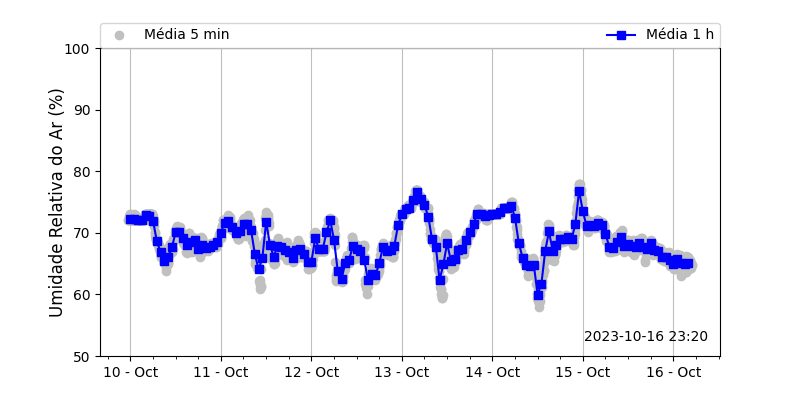 Média 5 min
Média 1 h
Umidade Relativa do Ar (%)
100
90
80
70
60
50
2023-10-16 23:20
10 - Oct
11 - Oct
12 - Oct
13 - Oct
14 - Oct
15 - Oct
16 - Oct